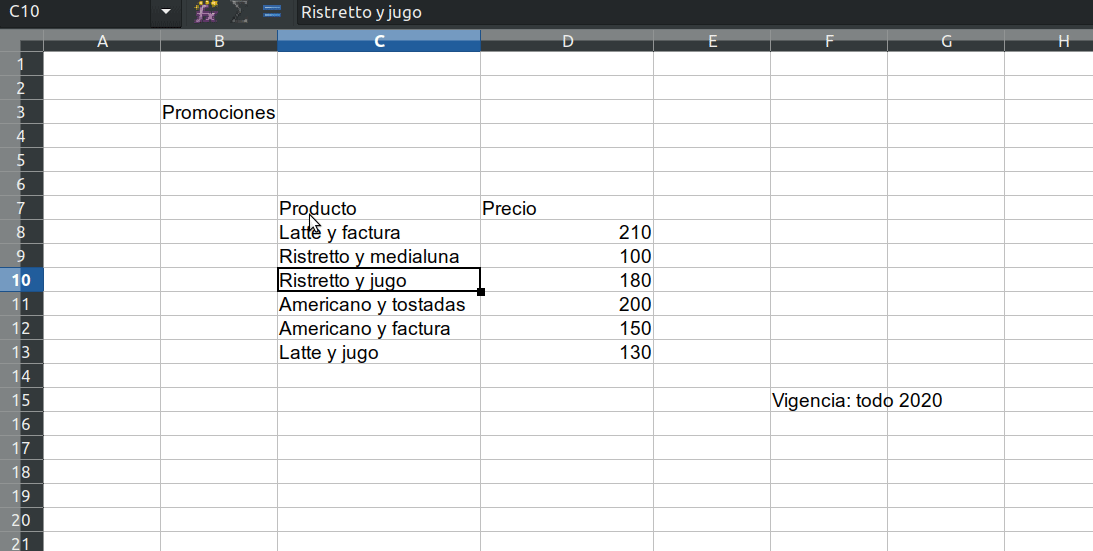 C10 Ristretto y jugo
A B C D E F G H
1
2
3 Promociones
4
5
6
7 Producto Precio
8 Latte y factura 210
9 Ristretto y medialuna 100
10 Ristretto y jugo 180
11 Americano y tostadas 200
12 Americano y factura 150
13 Latte y jugo 130
14
15 Vigencia: todo 2020
16
17
18
19
20
21